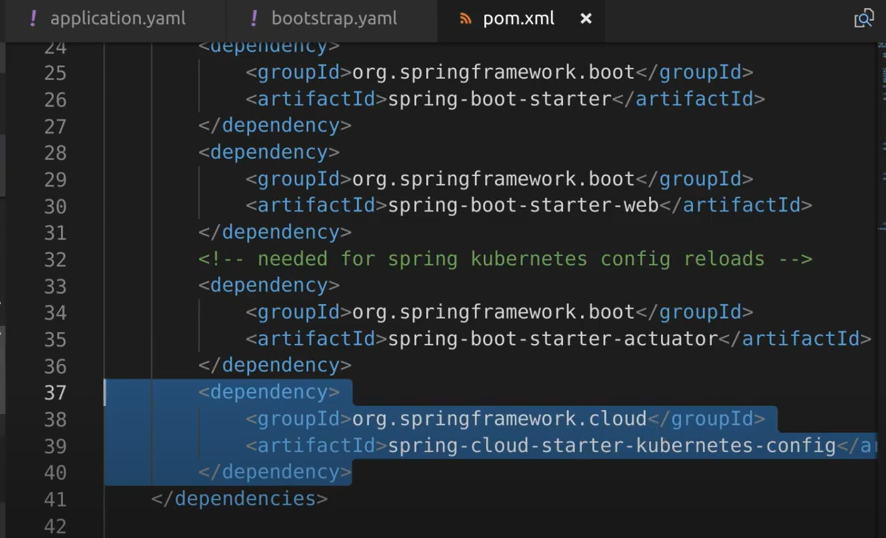 application.yaml
bootstrap.yaml
pom.xml
24 <dependency>
25 <groupId>org.springframework.boot</groupId>
26 <artifactId>spring-boot-starter</artifactId>
27 </dependency>
28 <dependency>
29 <groupId>org.springframework.boot</groupId>
30 <artifactId>spring-boot-starter-web</artifactId>
31 </dependency>
32 <!-- needed for spring kubernetes config reloads -->
33 <dependency>
34 <groupId>org.springframework.boot</groupId>
35 <artifactId>spring-boot-starter-actuator</artifactId>
36 </dependency>
37 <dependency>
38 <groupId>org.springframework.cloud</groupId>
39 <artifactId>spring-cloud-starter-kubernetes-config</a
40 </dependency>
41 </dependencies>
42